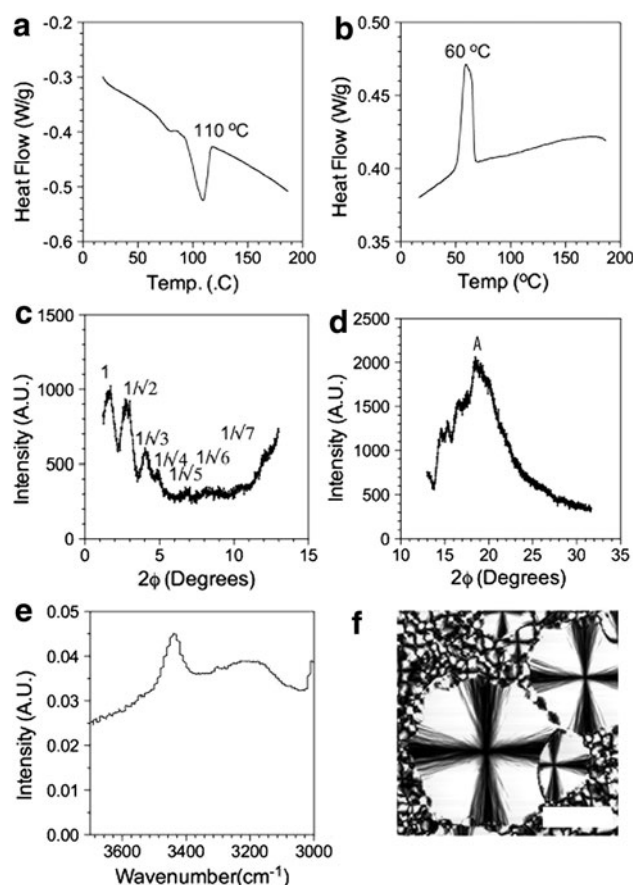 a
110 ºC
-0.3
-0.4
-0.5
-0.6
Heat Flow (W/g)
0 50 100 150 200
Temp. (.C)
b
60 ºC
0.50
0.45
0.40
0.35
Heat Flow (W/g)
0 50 100 150 200
Temp (ºC)
c
1500
1000
500
0
Intensity (A.U.)
1
1/√2
1/√3
1/√4
1/√5
1/√6
1/√7
0 5 10 15
2ϕ (Degrees)
d
A
2500
2000
1500
1000
500
0
Intensity (A.U.)
10 15 20 25 30 35
2ϕ (Degrees)
e
0.05
0.04
0.03
0.02
0.01
0.00
Intensity (A.U.)
3600 3400 3200 3000
Wavenumber(cm-1)
f